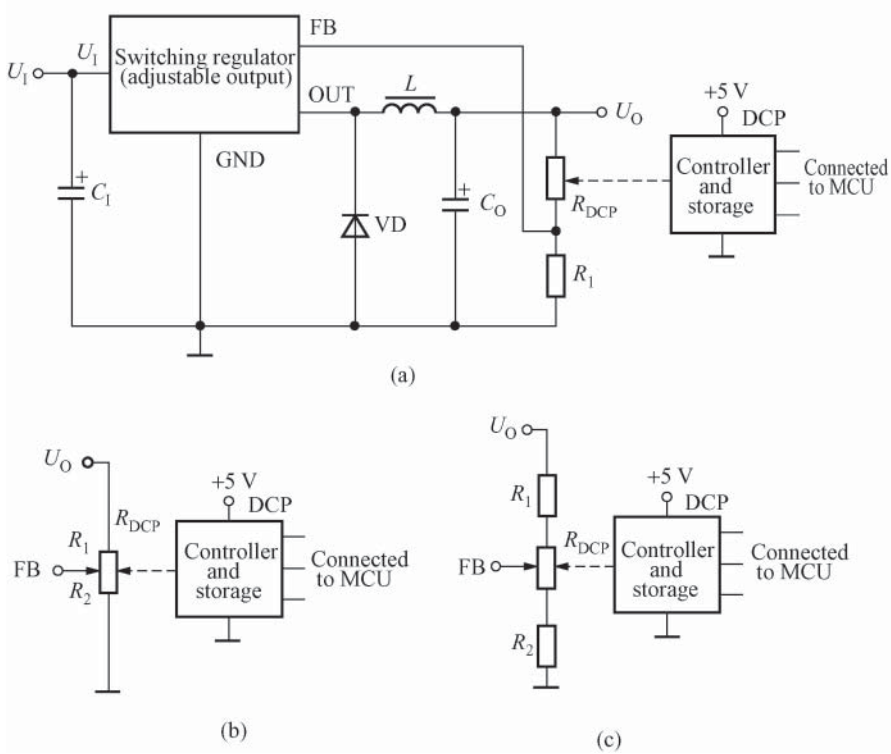 FB
U_I
U_I
Switching regulator
(adjustable output)
OUT
L
U_O
+5 V
DCP
GND
Controller
and
storage
Connected
to MCU
+
C_I
VD
+
C_O
R_DCP
R_1
(a)
U_O
+5 V
DCP
R_DCP
R_1
FB
R_2
Controller
and
storage
Connected
to MCU
(b)
U_O
R_1
+5 V
DCP
R_DCP
FB
Controller
and
storage
Connected
to MCU
R_2
(c)